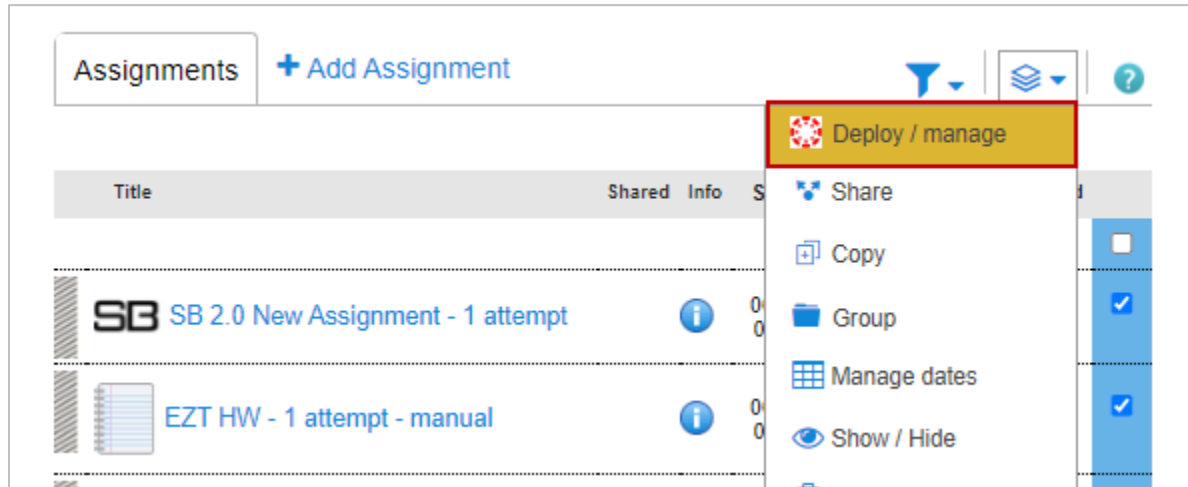 Assignments + Add Assignment ?
Deploy / manage
Title Shared Info S
Share
Copy
SB SB 2.0 New Assignment - 1 attempt i
Group
Manage dates
EZT HW - 1 attempt - manual i
Show / Hide